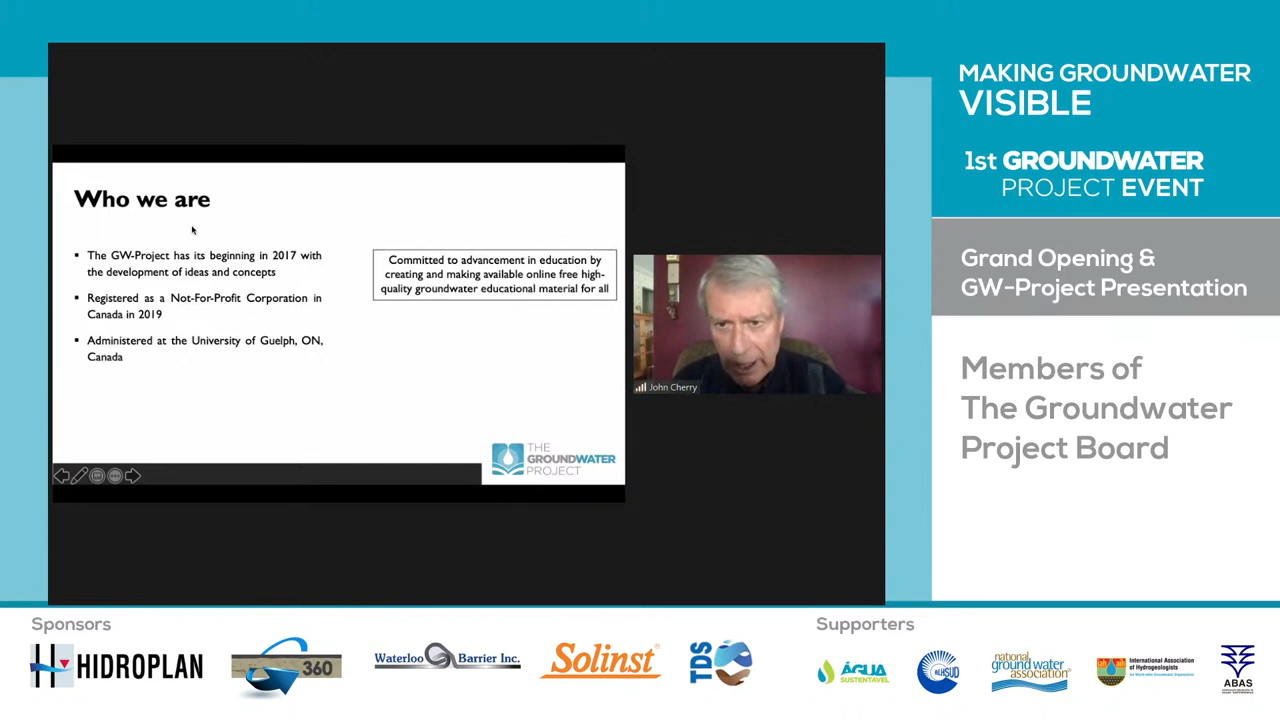 MAKING GROUNDWATER
VISIBLE
1st GROUNDWATER
PROJECT EVENT
Grand Opening &
GW-Project Presentation
Members of
The Groundwater
Project Board
Who we are
▪ The GW-Project has its beginning in 2017 with
the development of ideas and concepts
▪ Registered as a Not-For-Profit Corporation in
Canada in 2019
▪ Administered at the University of Guelph, ON,
Canada
Committed to advancement in education by
creating and making available online free high-
quality groundwater educational material for all
THE
GROUNDWATER
PROJECT
John Cherry
Sponsors
HIDROPLAN
360
Waterloo Barrier Inc.
Solinst®
TDS
Supporters
ÁGUA
SUSTENTÁVEL
ALHSUD
national
ground water
association®
International Association
of Hydrogeologists
ABAS